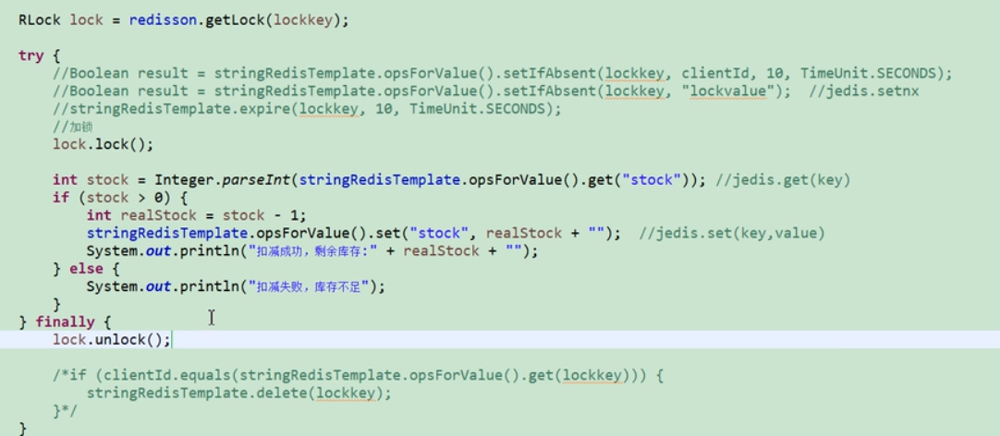 RLock lock = redisson.getLock(lockkey);
try {
//Boolean result = stringRedisTemplate.opsForValue().setIfAbsent(lockkey, clientId, 10, TimeUnit.SECONDS);
//Boolean result = stringRedisTemplate.opsForValue().setIfAbsent(lockkey, "lockvalue");  //jedis.setnx
//stringRedisTemplate.expire(lockkey, 10, TimeUnit.SECONDS);
//加锁
lock.lock();
int stock = Integer.parseInt(stringRedisTemplate.opsForValue().get("stock")); //jedis.get(key)
if (stock > 0) {
int realStock = stock - 1;
stringRedisTemplate.opsForValue().set("stock", realStock + "");  //jedis.set(key,value)
System.out.println("扣减成功，剩余库存:" + realStock + "");
} else {
System.out.println("扣减失败，库存不足");
}
} finally {
lock.unlock();
/*if (clientId.equals(stringRedisTemplate.opsForValue().get(lockkey))) {
stringRedisTemplate.delete(lockkey);
}*/
}